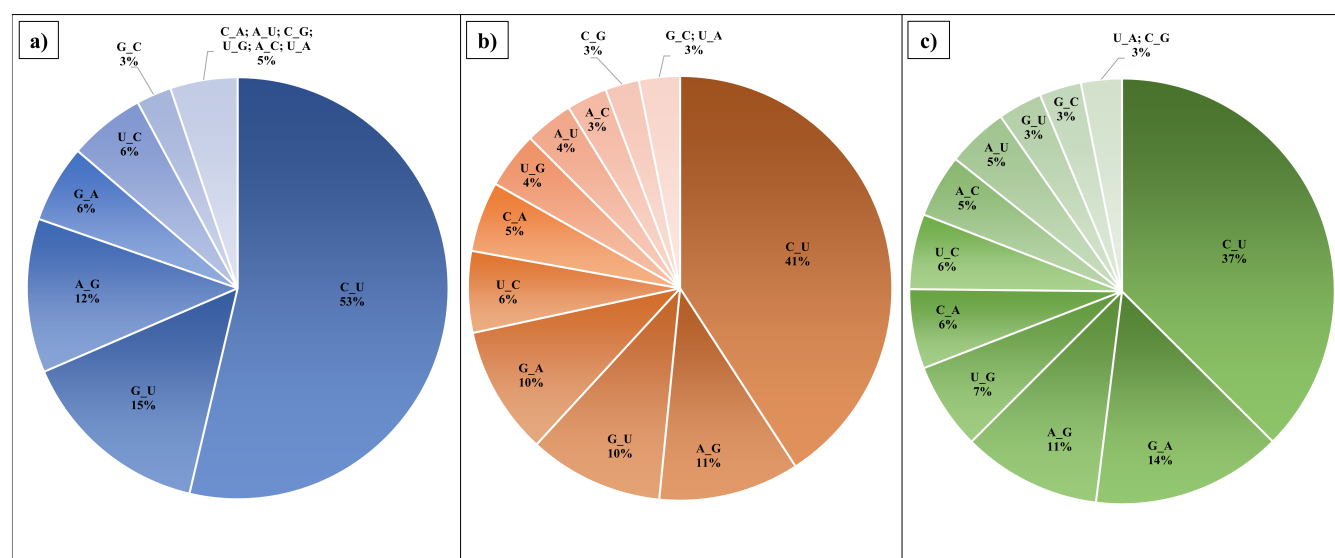 a)
C_A; A_U; C_G;
U_G; A_C; U_A
5%
G_C
3%
U_C
6%
G_A
6%
A_G
12%
G_U
15%
C_U
53%
b)
C_G
3%
G_C; U_A
3%
A_C
3%
A_U
4%
U_G
4%
C_A
5%
U_C
6%
G_A
10%
G_U
10%
A_G
11%
C_U
41%
c)
U_A; C_G
3%
G_C
3%
G_U
3%
A_U
5%
A_C
5%
U_C
6%
C_A
6%
U_G
7%
A_G
11%
G_A
14%
C_U
37%